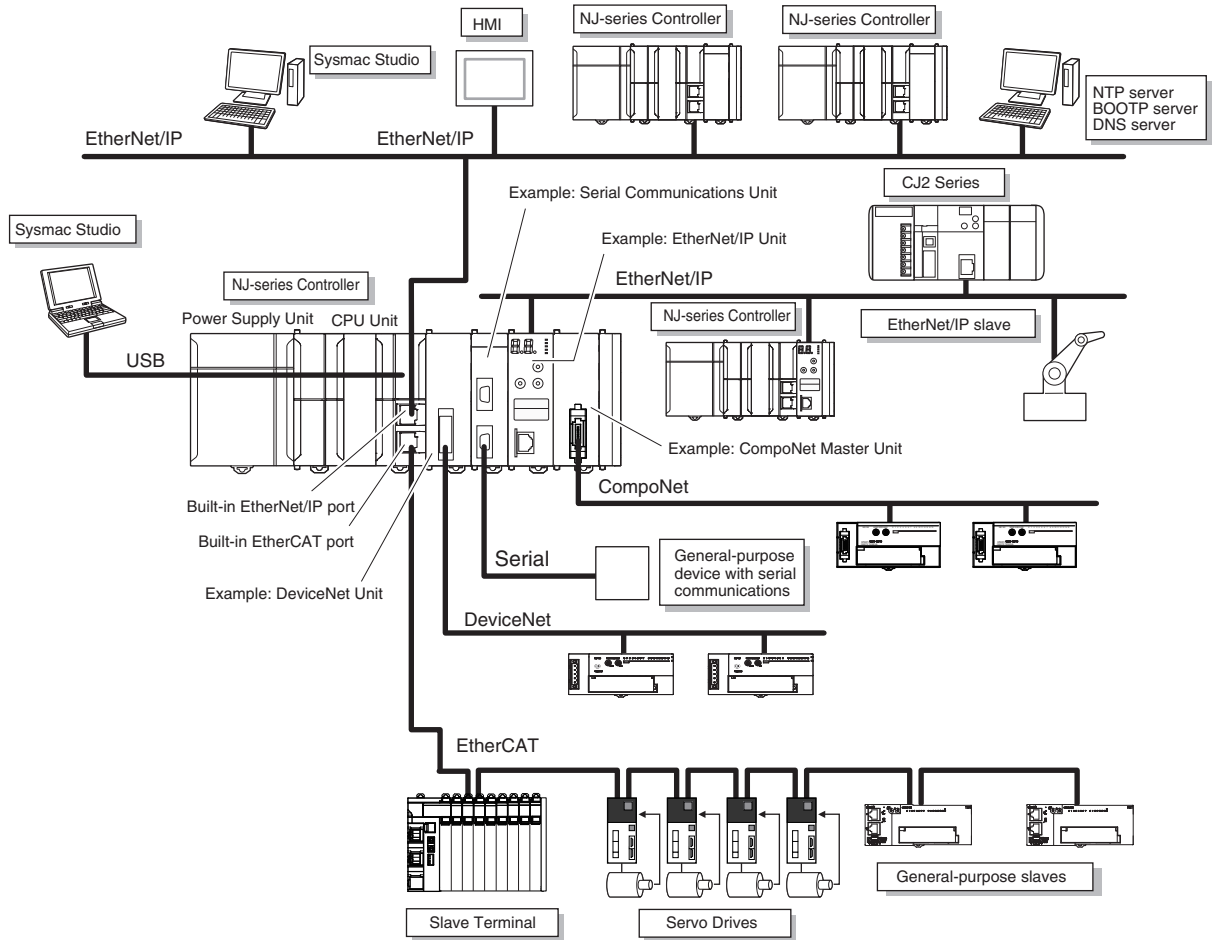 HMI
NJ-series Controller
NJ-series Controller
Sysmac Studio
NTP server
BOOTP server
DNS server
EtherNet/IP
EtherNet/IP
CJ2 Series
Example: Serial Communications Unit
Sysmac Studio
Example: EtherNet/IP Unit
EtherNet/IP
NJ-series Controller
NJ-series Controller
EtherNet/IP slave
Power Supply Unit
CPU Unit
USB
Example: CompoNet Master Unit
CompoNet
Built-in EtherNet/IP port
Built-in EtherCAT port
Serial
General-purpose
device with serial
communications
Example: DeviceNet Unit
DeviceNet
EtherCAT
General-purpose slaves
Slave Terminal
Servo Drives